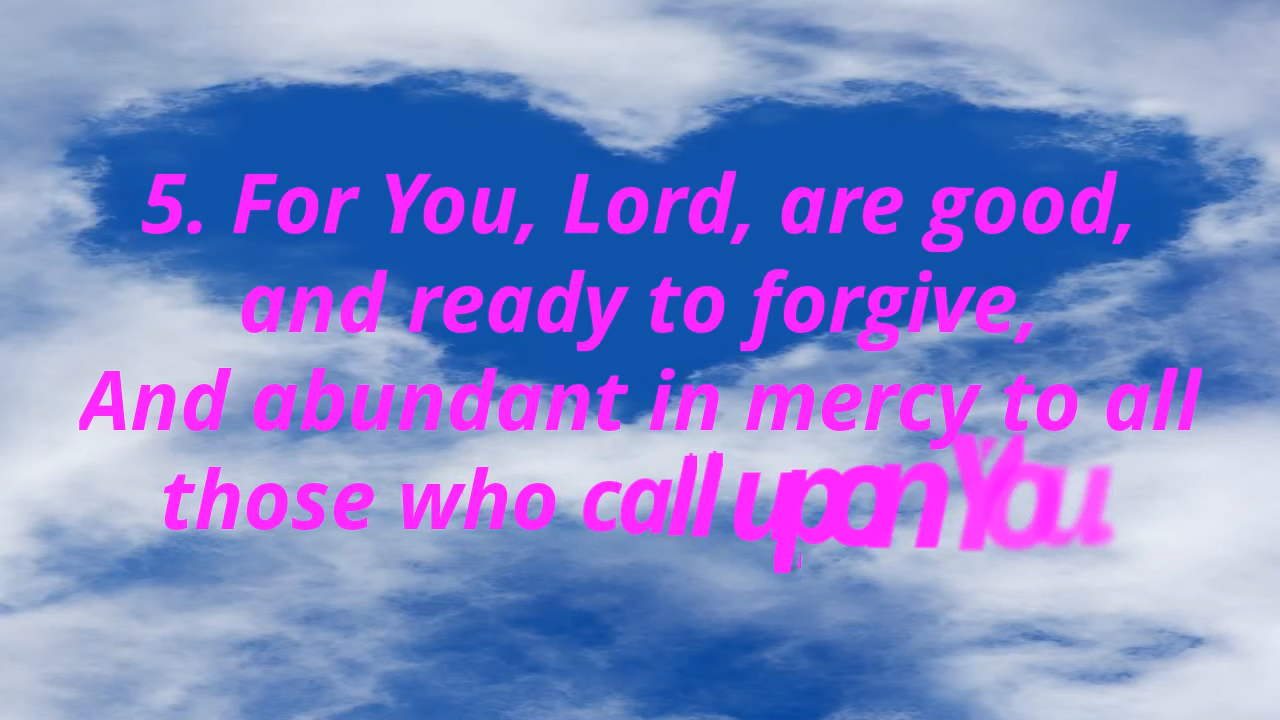 5. For You, Lord, are good,
and ready to forgive,
And abundant in mercy to all
those who call upon You